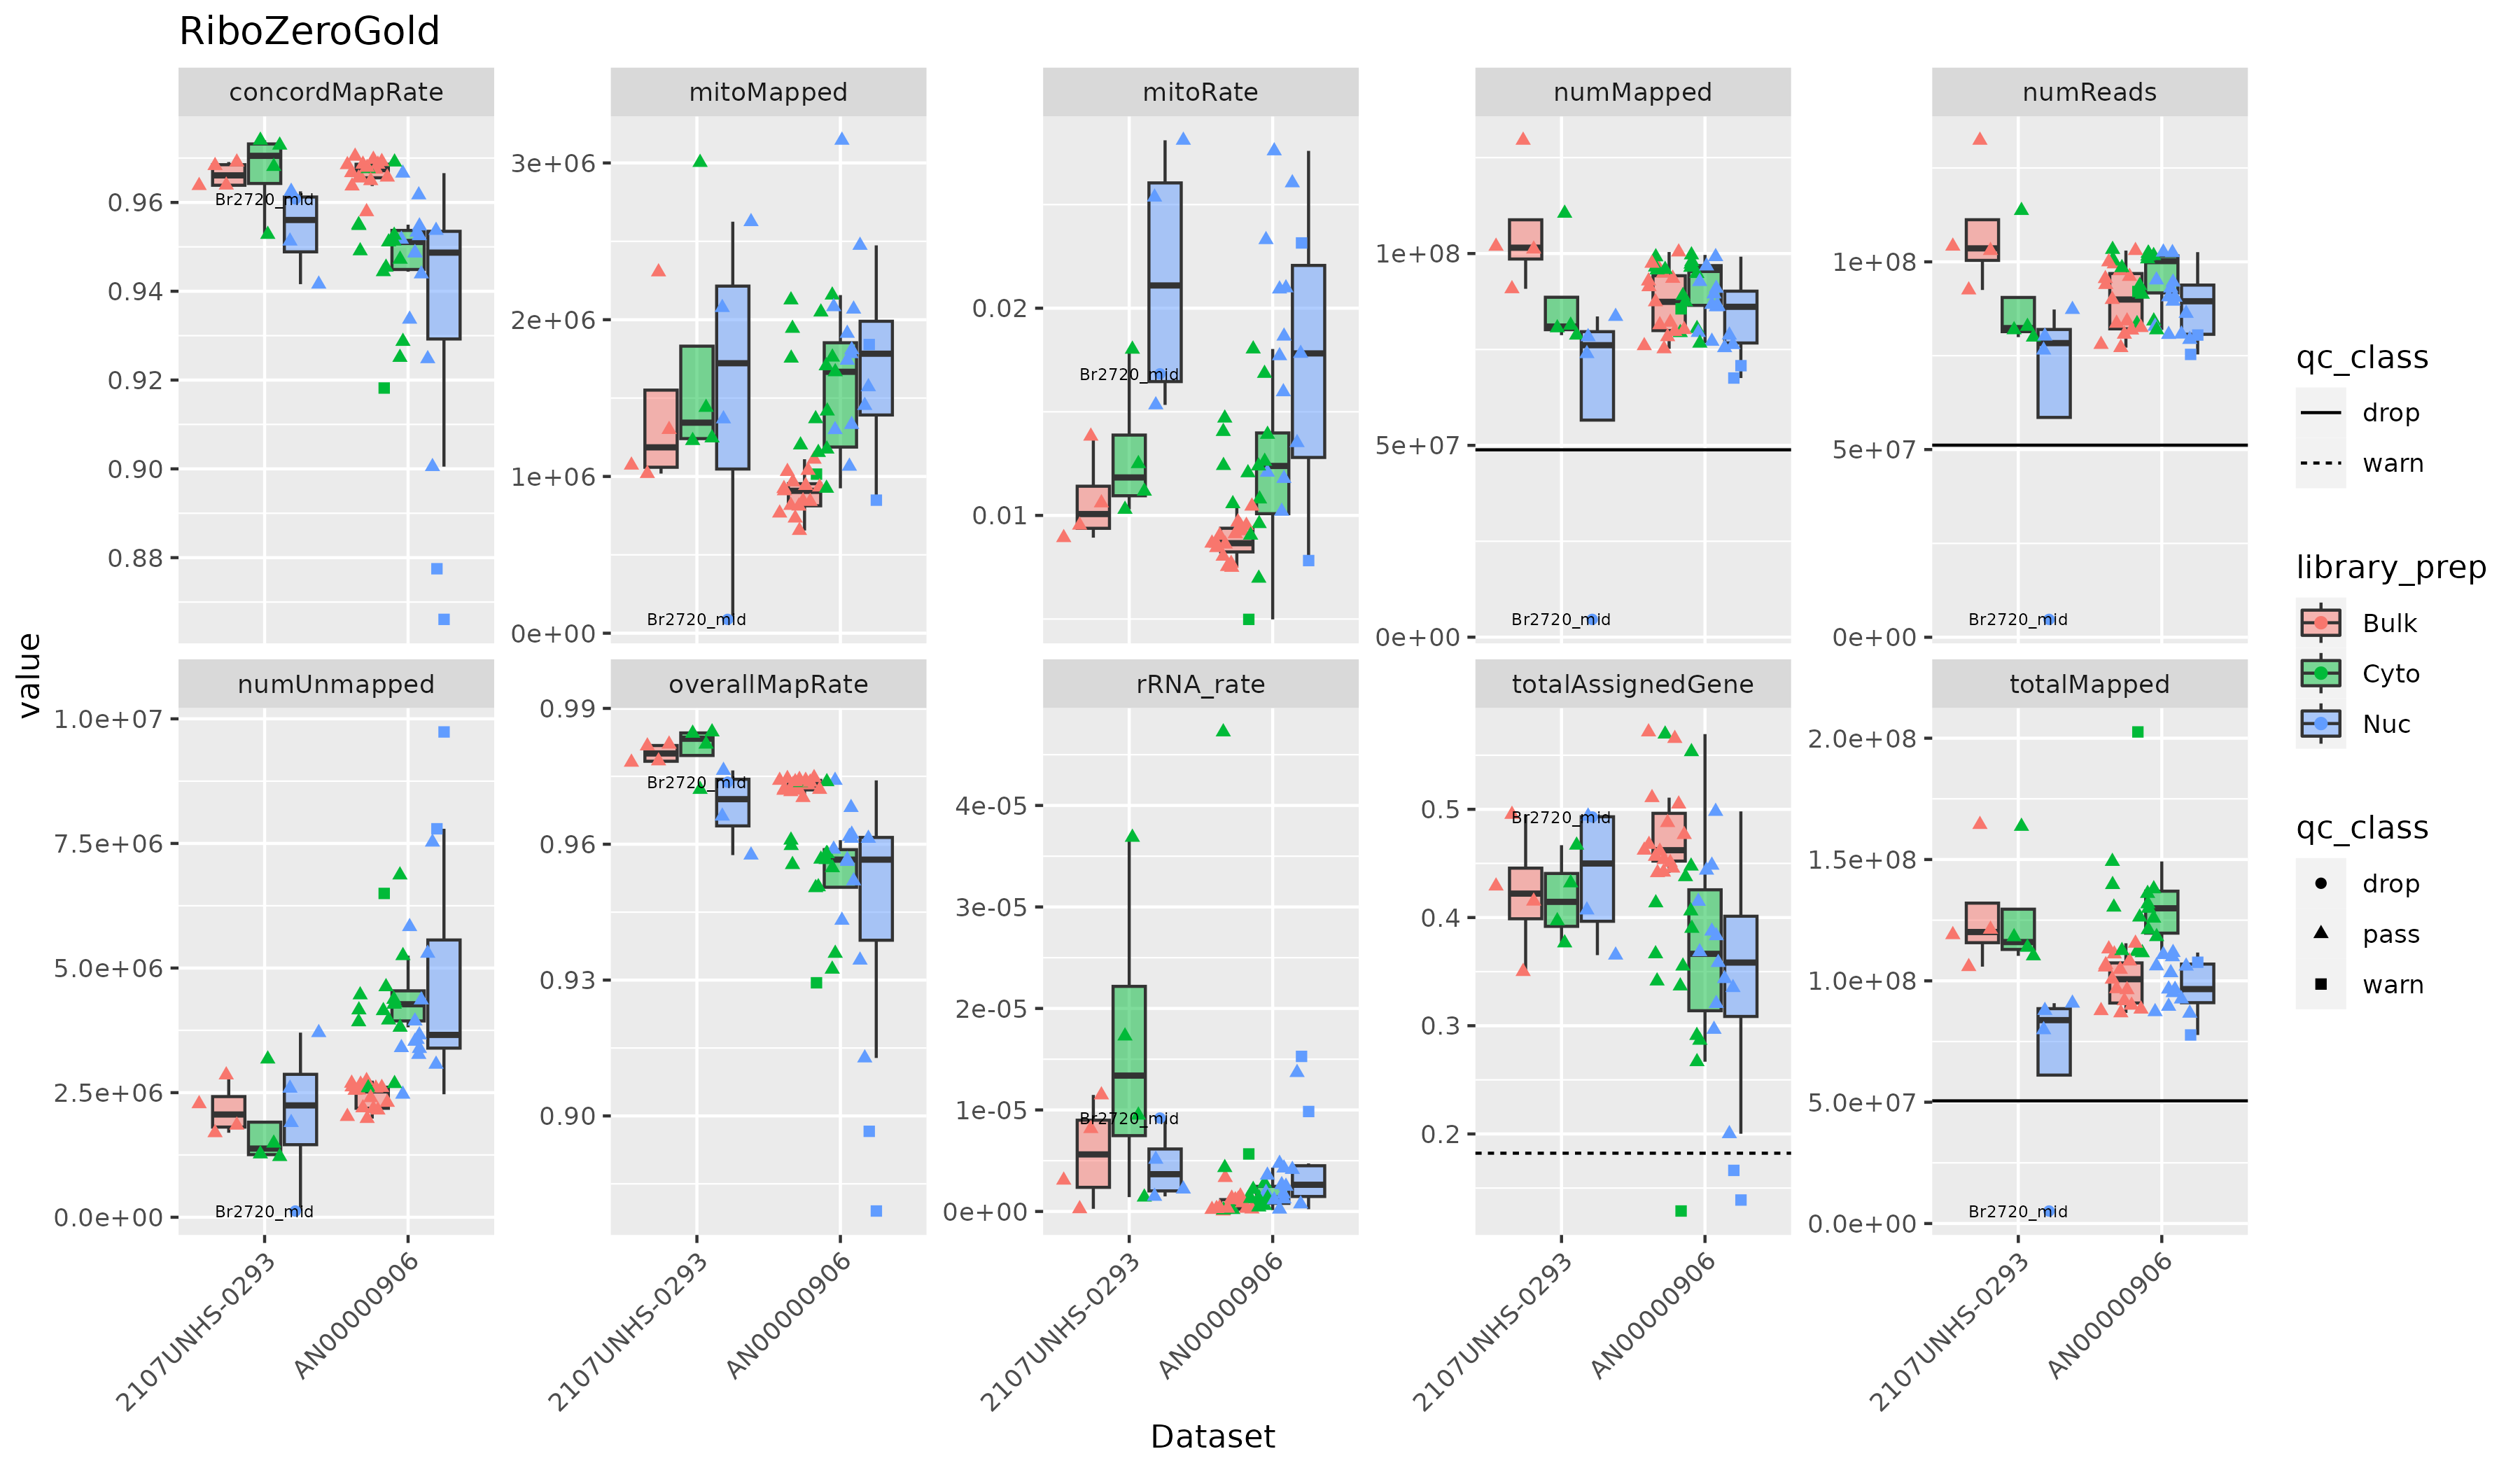 RiboZeroGold
concordMapRate
mitoMapped
mitoRate
numMapped
numReads
0.96
0.94
0.92
0.90
0.88
Br2720_mid
3e+06
2e+06
1e+06
0e+00
Br2720_mid
0.02
0.01
Br2720_mid
1e+08
5e+07
0e+00
Br2720_mid
1e+08
5e+07
0e+00
Br2720_mid
value
numUnmapped
overallMapRate
rRNA_rate
totalAssignedGene
totalMapped
1.0e+07
7.5e+06
5.0e+06
2.5e+06
0.0e+00
Br2720_mid
0.99
0.96
0.93
0.90
Br2720_mid
4e-05
3e-05
2e-05
1e-05
0e+00
Br2720_mid
0.5
0.4
0.3
0.2
Br2720_mid
2.0e+08
1.5e+08
1.0e+08
5.0e+07
0.0e+00
Br2720_mid
2107UNHS-0293
AN00000906
2107UNHS-0293
AN00000906
2107UNHS-0293
AN00000906
2107UNHS-0293
AN00000906
2107UNHS-0293
AN00000906
Dataset
qc_class
drop
warn
library_prep
Bulk
Cyto
Nuc
qc_class
drop
pass
warn